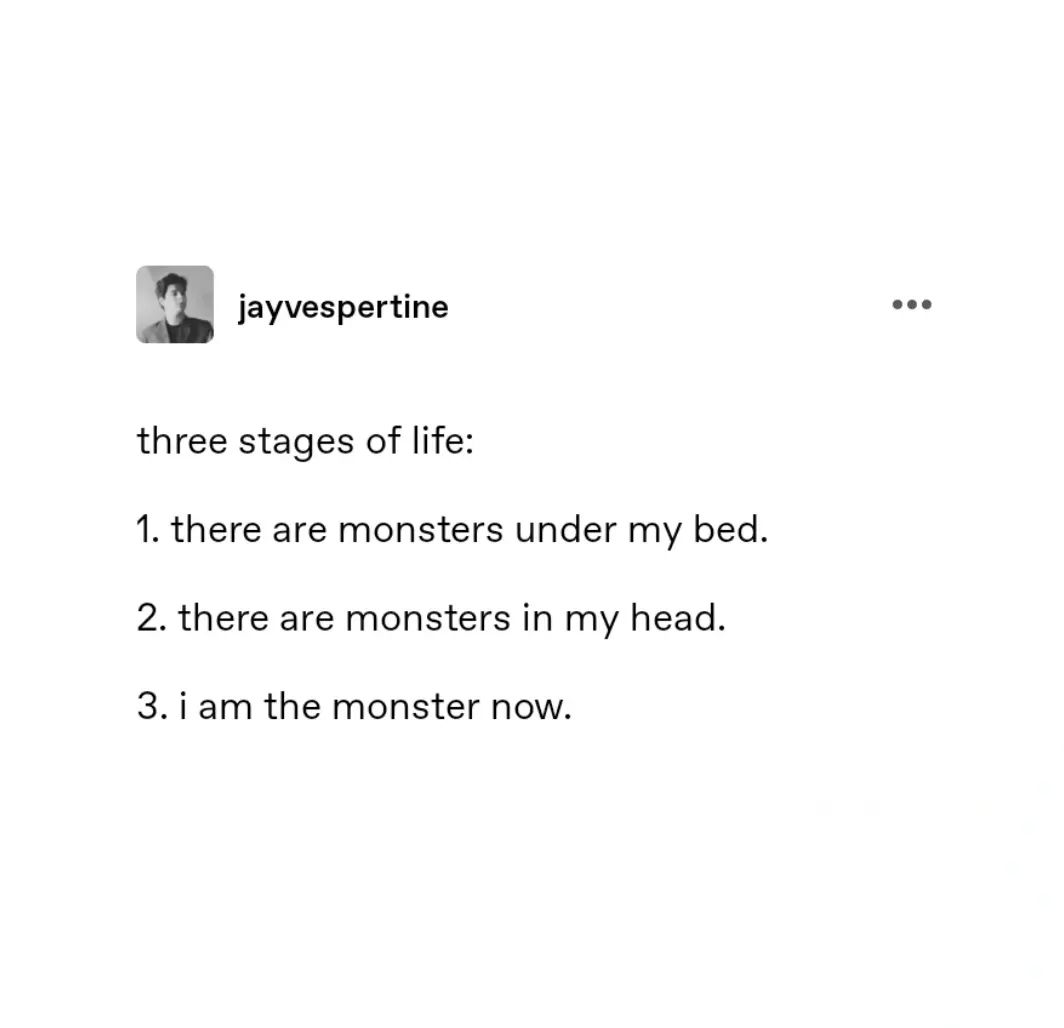 jayvespertine
three stages of life:
1. there are monsters under my bed.
2. there are monsters in my head.
3. i am the monster now.